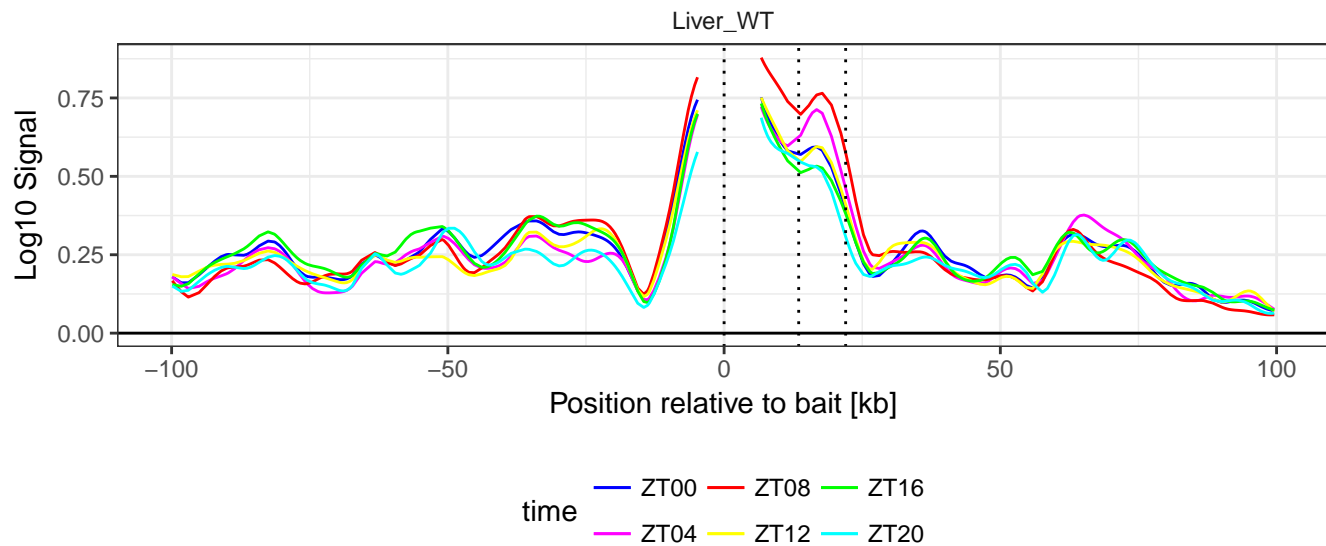 Liver_WT
Log10 Signal
0.75
0.50
0.25
0.00
−100
−50
0
50
100
Position relative to bait [kb]
time
ZT00 ZT08 ZT16
ZT04 ZT12 ZT20